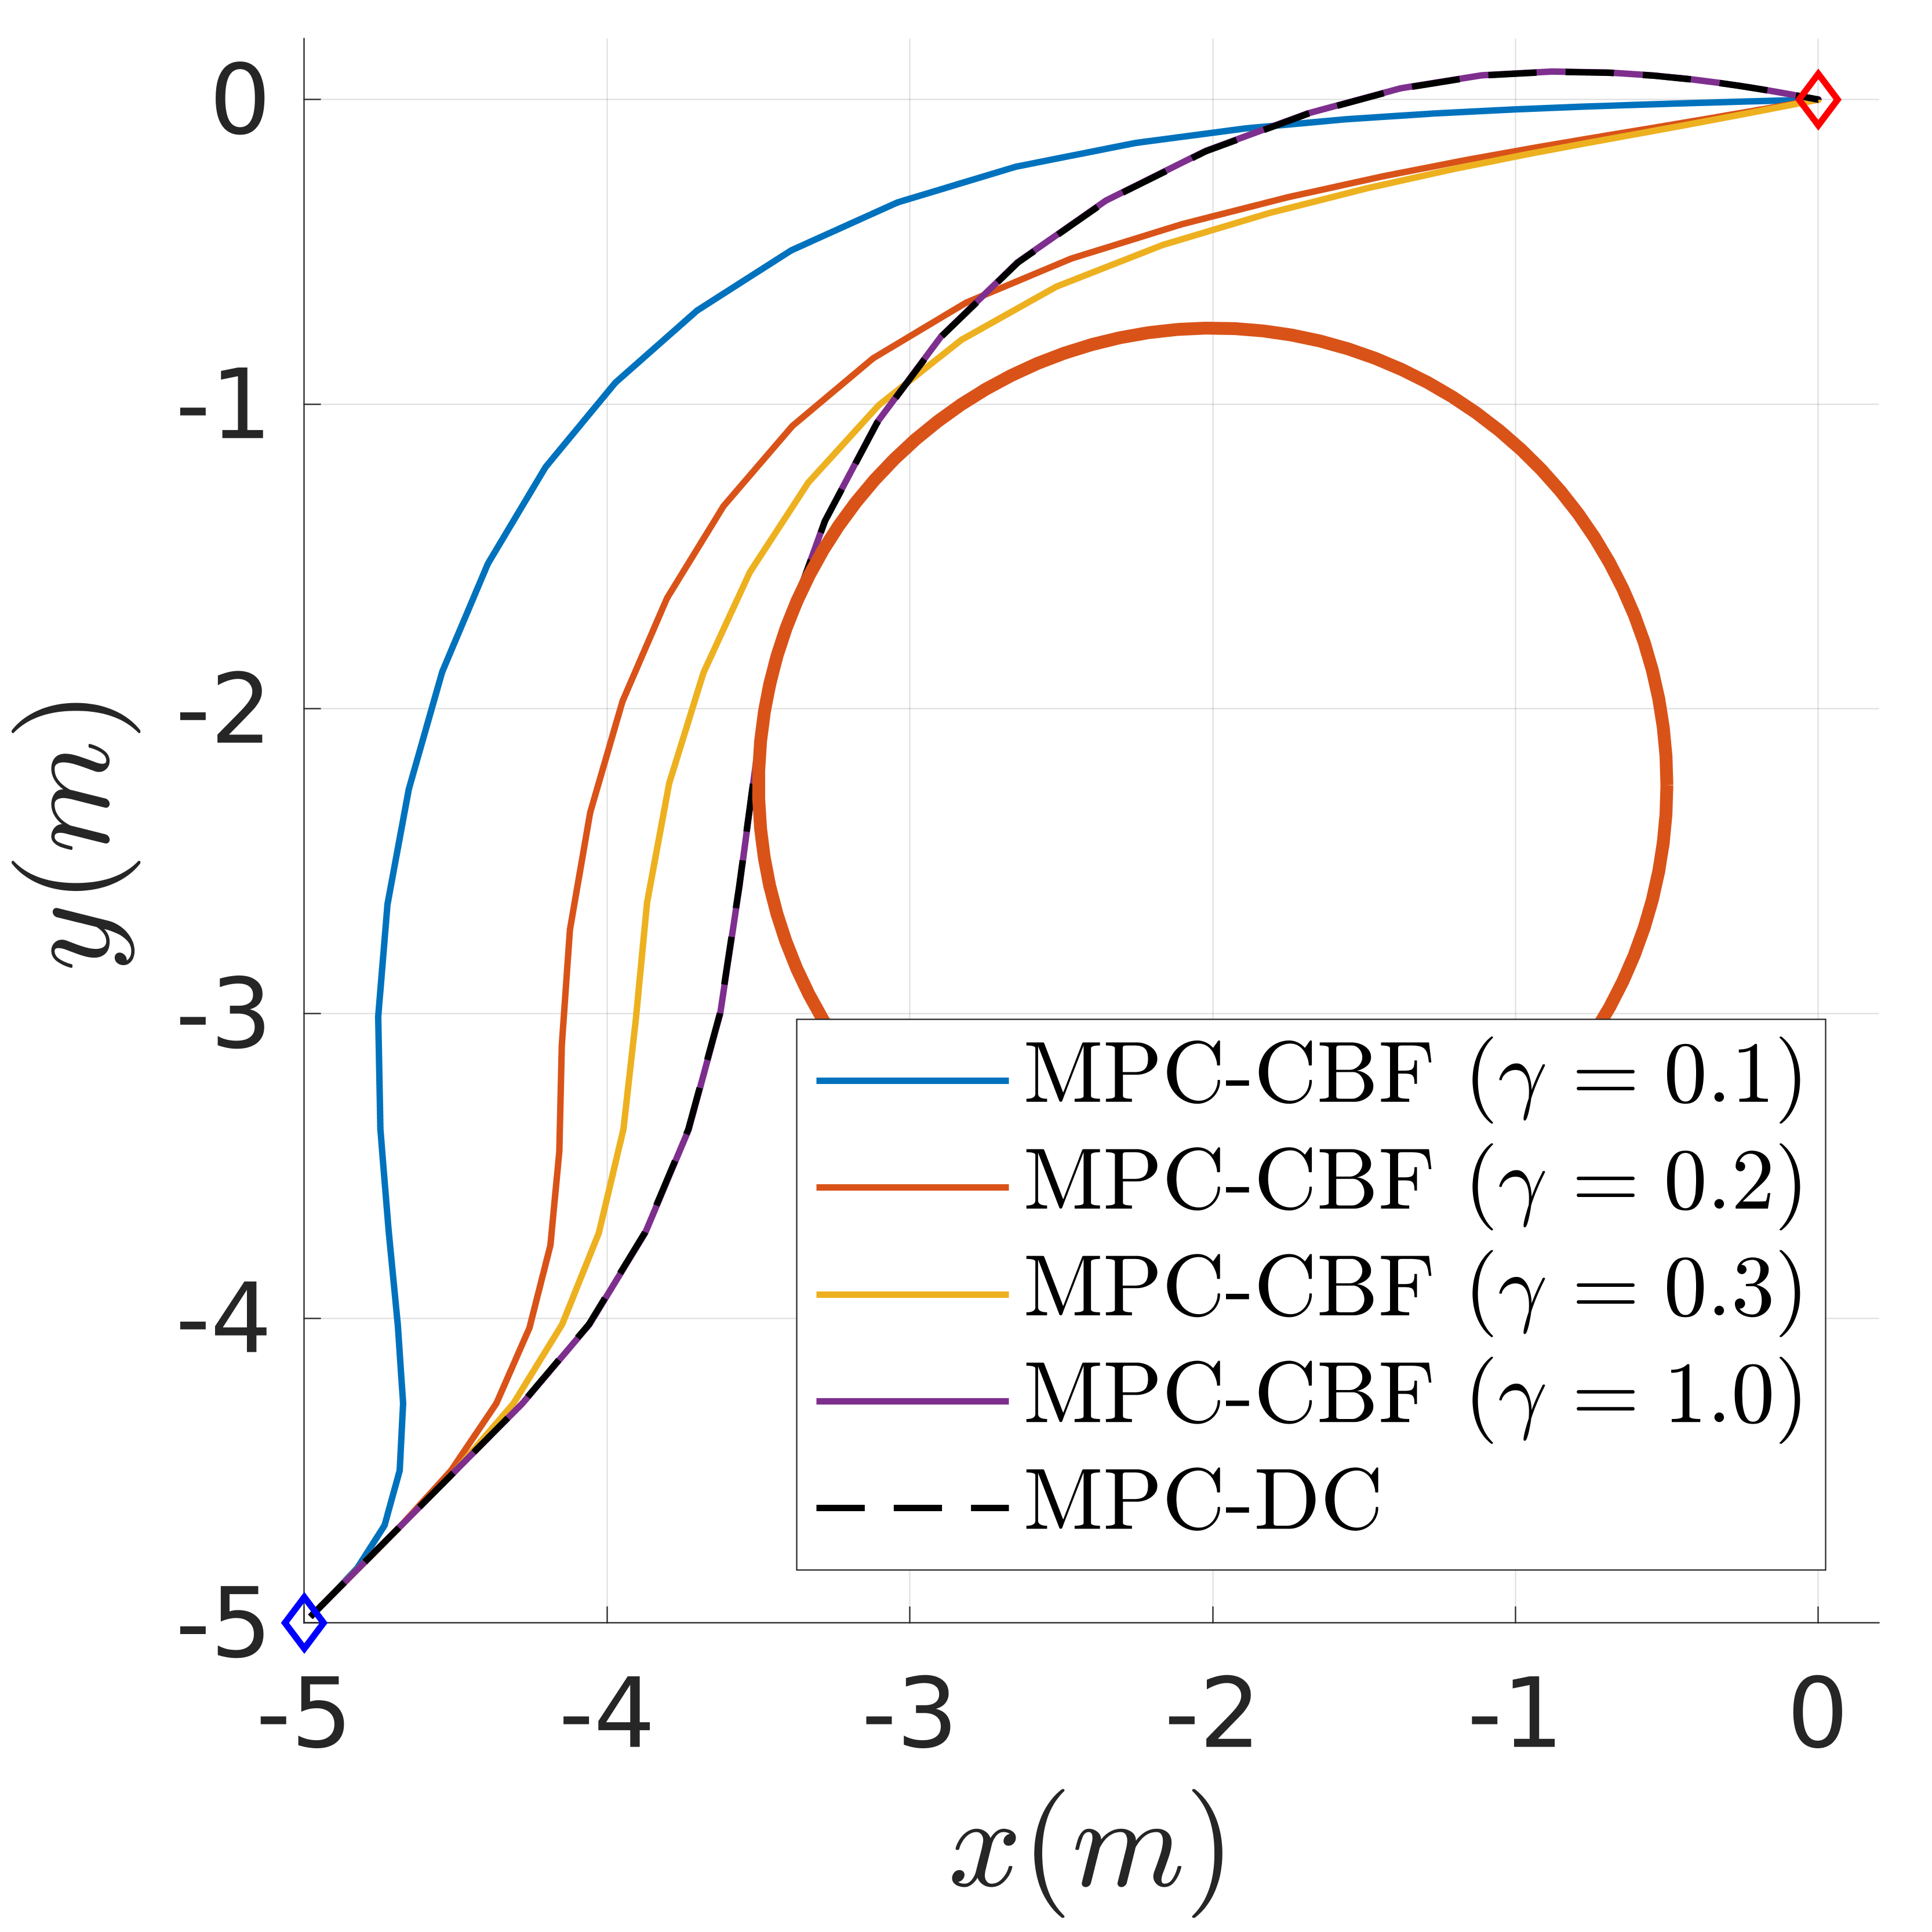 0
-1
-2
-3
-4
-5
y(m)
MPC-CBF (γ = 0.1)
MPC-CBF (γ = 0.2)
MPC-CBF (γ = 0.3)
MPC-CBF (γ = 1.0)
MPC-DC
-5 -4 -3 -2 -1 0
x(m)